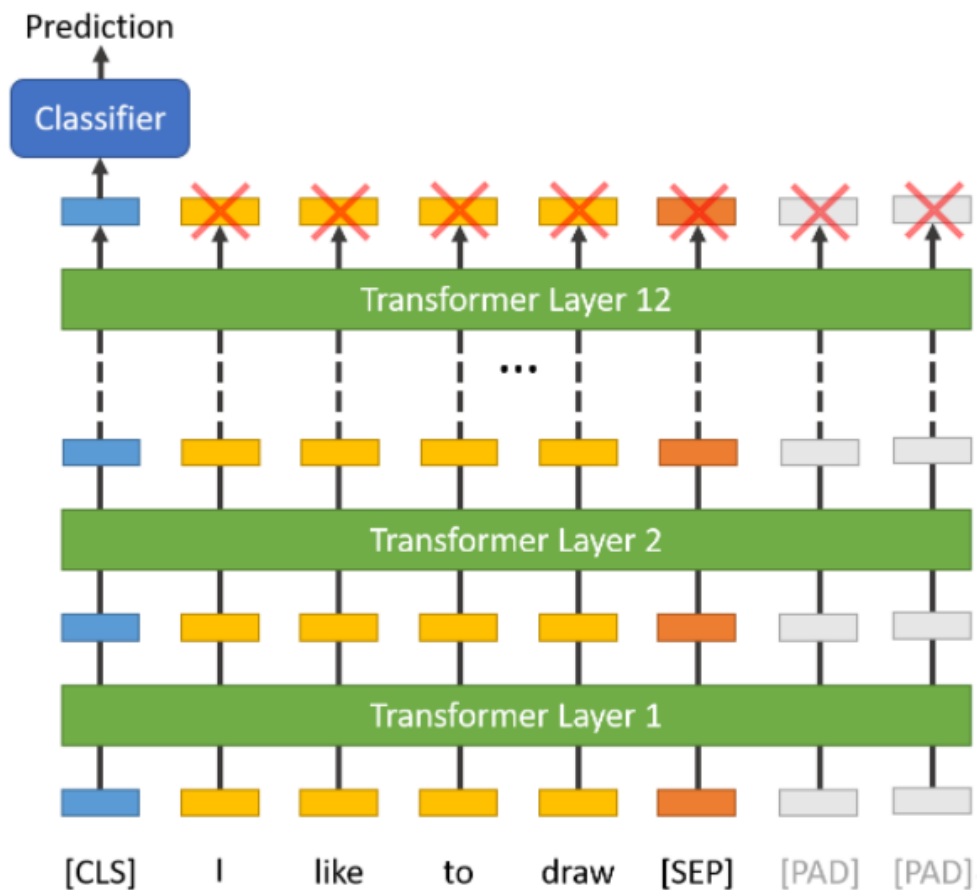 Prediction
Classifier
Transformer Layer 12
...
Transformer Layer 2
Transformer Layer 1
[CLS] I like to draw [SEP] [PAD] [PAD]